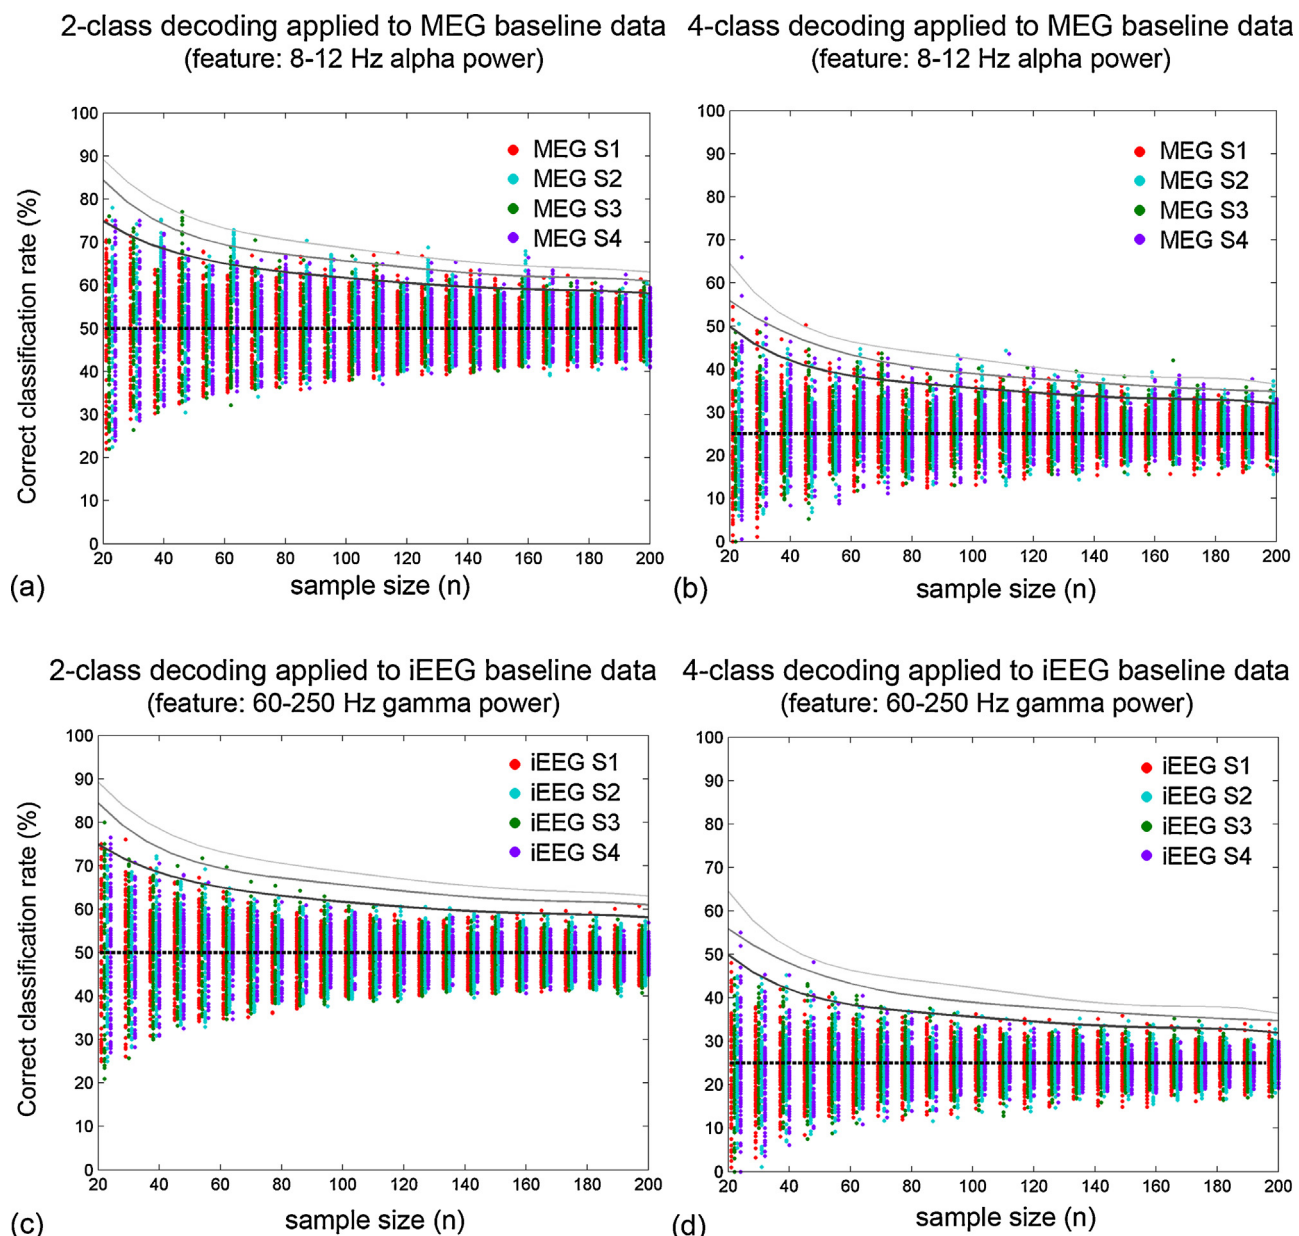 2-class decoding applied to MEG baseline data
(feature: 8-12 Hz alpha power)
Correct classification rate (%)
100
90
80
70
60
50
40
30
20
10
0
MEG S1
MEG S2
MEG S3
MEG S4
20 40 60 80 100 120 140 160 180 200
sample size (n)
(a)
4-class decoding applied to MEG baseline data
(feature: 8-12 Hz alpha power)
100
90
80
70
60
50
40
30
20
10
0
MEG S1
MEG S2
MEG S3
MEG S4
20 40 60 80 100 120 140 160 180 200
sample size (n)
(b)
2-class decoding applied to iEEG baseline data
(feature: 60-250 Hz gamma power)
Correct classification rate (%)
100
90
80
70
60
50
40
30
20
10
0
iEEG S1
iEEG S2
iEEG S3
iEEG S4
20 40 60 80 100 120 140 160 180 200
sample size (n)
(c)
4-class decoding applied to iEEG baseline data
(feature: 60-250 Hz gamma power)
100
90
80
70
60
50
40
30
20
10
0
iEEG S1
iEEG S2
iEEG S3
iEEG S4
20 40 60 80 100 120 140 160 180 200
sample size (n)
(d)